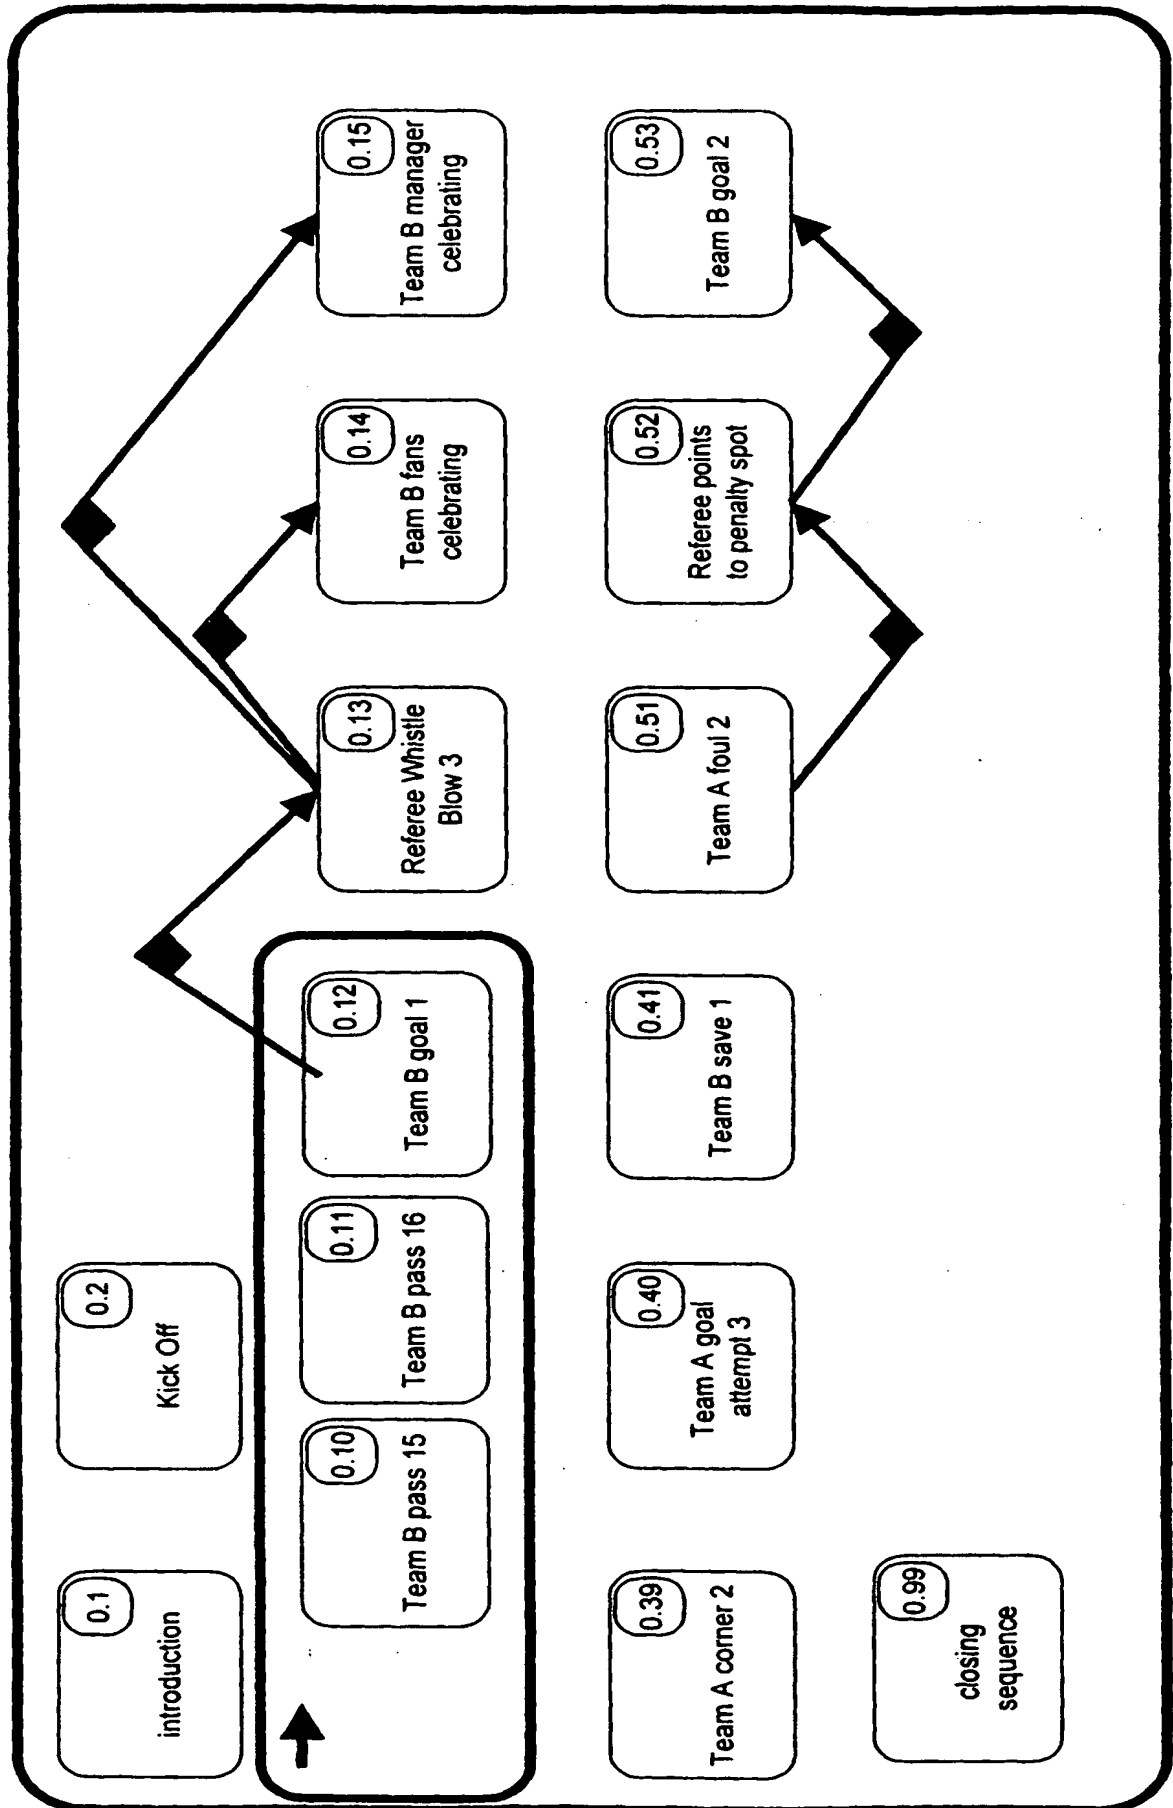 0.1
introduction
0.2
Kick Off
0.10
Team B pass 15
0.11
Team B pass 16
0.12
Team B goal 1
0.13
Referee Whistle
Blow 3
0.14
Team B fans
celebrating
0.15
Team B manager
celebrating
0.39
Team A corner 2
0.40
Team A goal
attempt 3
0.41
Team B save 1
0.51
Team A foul 2
0.52
Referee points
to penalty spot
0.53
Team B goal 2
0.99
closing
sequence